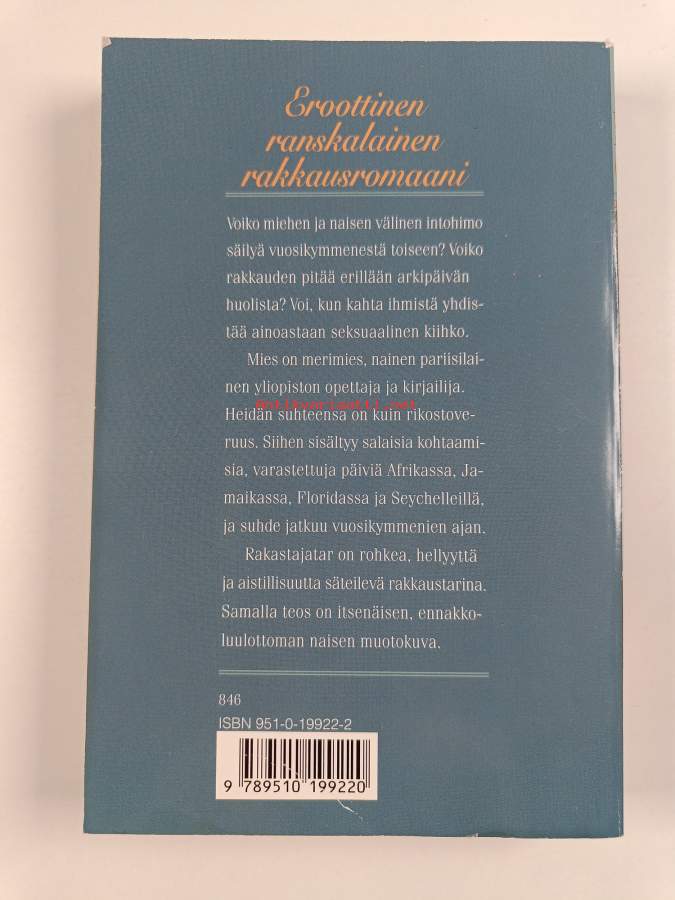 Eroottinen
ranskalainen
rakkausromaani
Voiko miehen ja naisen välinen intohimo
säilyä vuosikymmenestä toiseen? Voiko
rakkauden pitää erillään arkipäivän
huolista? Voi, kun kahta ihmistä yhdis-
tää ainoastaan seksuaalinen kiihko.
Mies on merimies, nainen pariisilai-
nen yliopiston opettaja ja kirjailija.
Antikvariaatti.net
Heidän suhteensa on kuin rikostove-
ruus. Siihen sisältyy salaisia kohtaami-
sia, varastettuja päiviä Afrikassa, Ja-
maikassa, Floridassa ja Seychelleillä,
ja suhde jatkuu vuosikymmenien ajan.
Rakastajatar on rohkea, hellyyttä
ja aistillisuutta säteilevä rakkaustarina.
Samalla teos on itsenäisen, ennakko-
luulottoman naisen muotokuva.
846
ISBN 951-0-19922-2
9 789510 199220